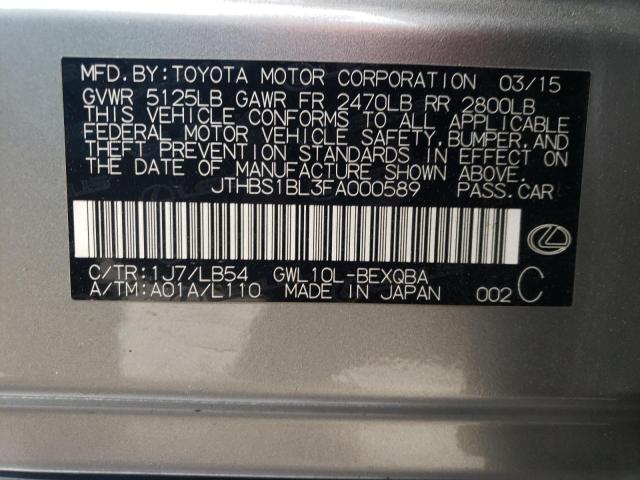 MFD.BY:TOYOTA MOTOR CORPORATION 03/15
GVWR 5125LB GAWR FR 2470LB RR 2800LB
THIS VEHICLE CONFORMS TO ALL APPLICABLE
FEDERAL MOTOR VEHICLE SAFETY,BUMPER,AND
THEFT PREVENTION STANDARDS IN EFFECT ON
THE DATE OF MANUFACTURE SHOWN ABOVE.
JTHBS1BL3FA000589 PASS.CAR
C/TR:1J7/LB54 GWL10L-BEXQBA
A/TM:A01A/L110 MADE IN JAPAN 002 C